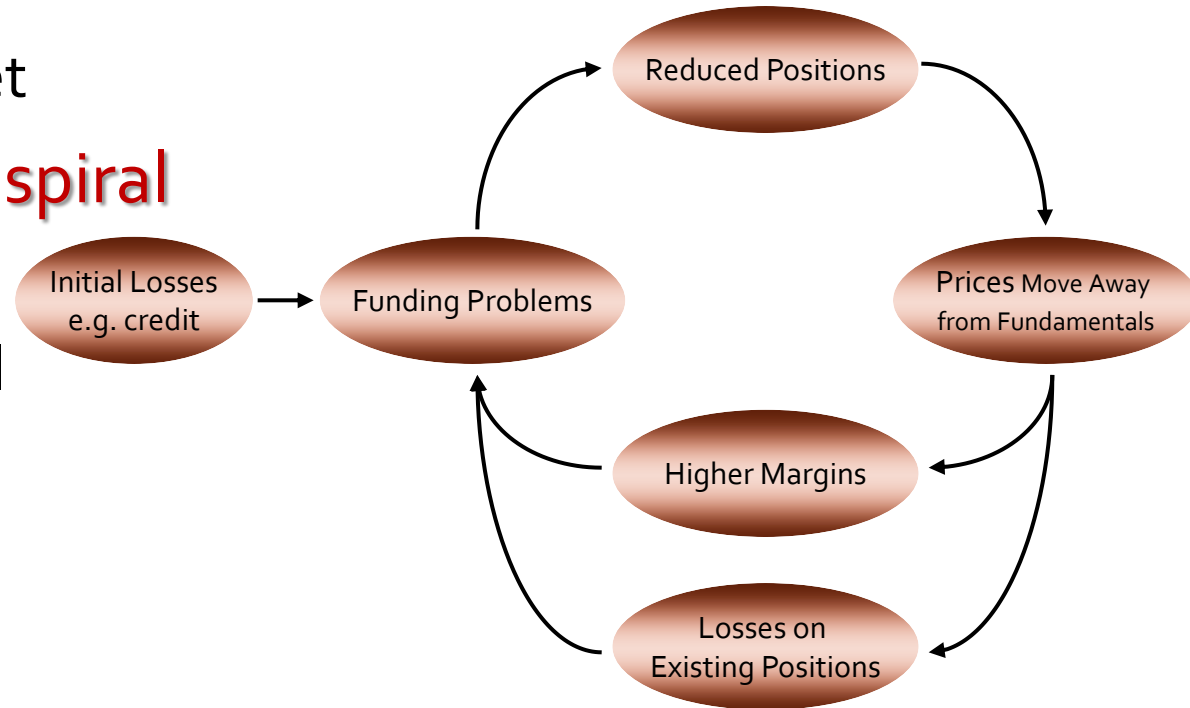 et
spiral
Initial Losses
e.g. credit
Funding Problems
Reduced Positions
Prices Move Away
from Fundamentals
Higher Margins
Losses on
Existing Positions